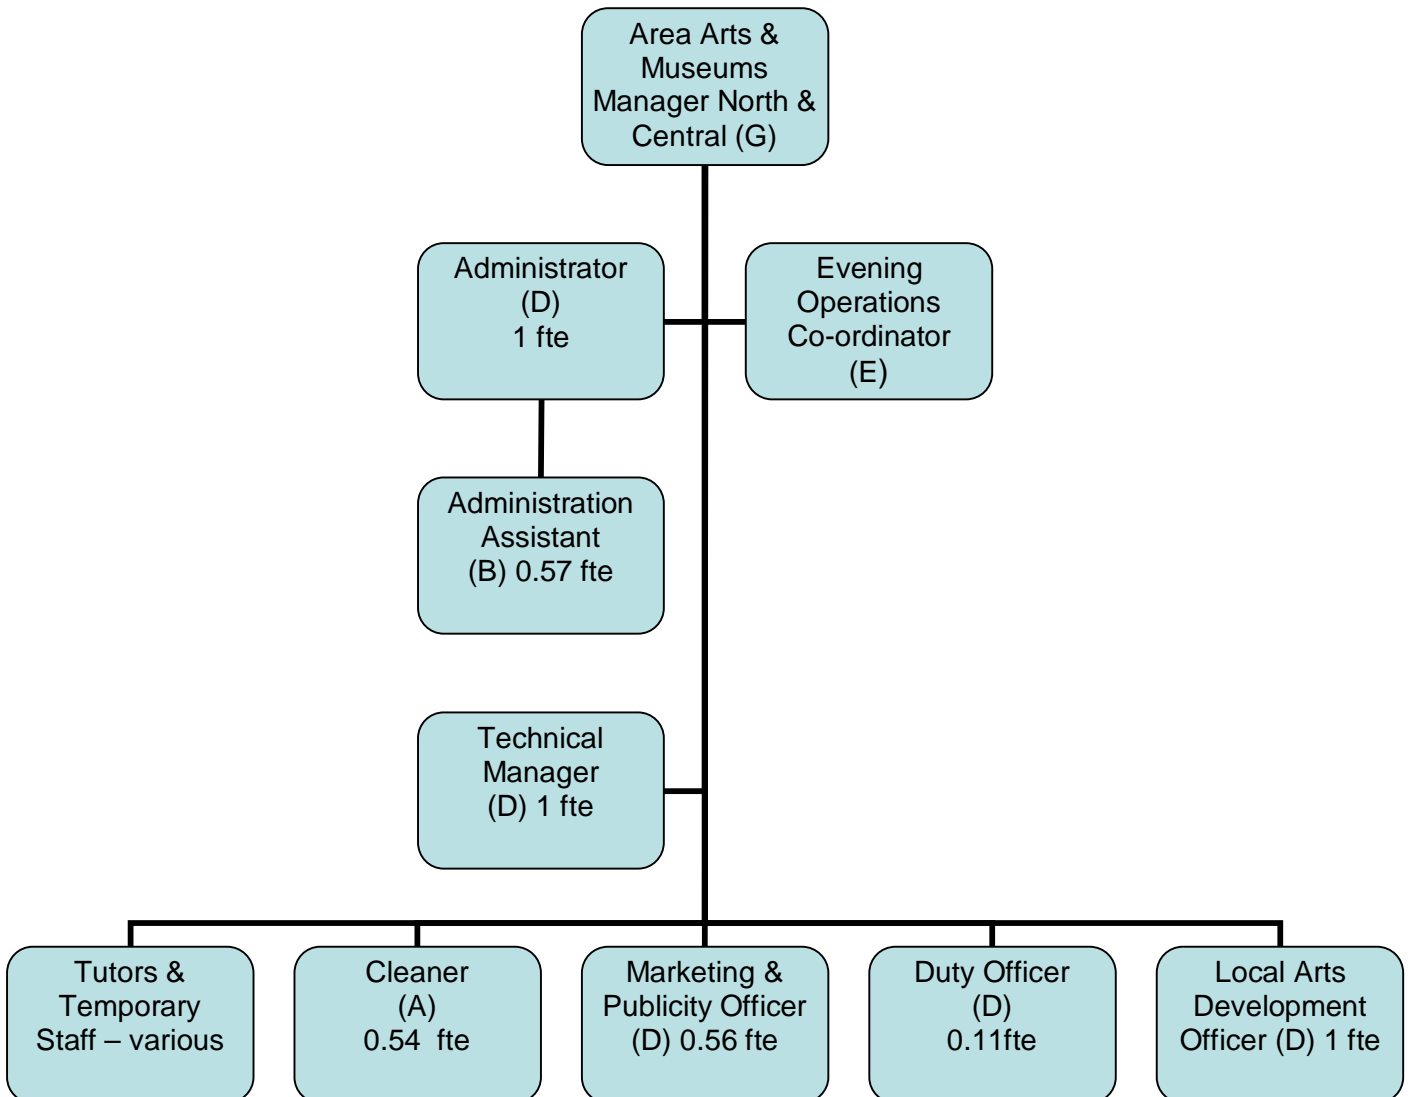 Area Arts &
Museums
Manager North &
Central (G)
Administrator
(D)
1 fte
Evening
Operations
Co-ordinator
(E)
Administration
Assistant
(B) 0.57 fte
Technical
Manager
(D) 1 fte
Tutors &
Temporary
Staff – various
Cleaner
(A)
0.54 fte
Marketing &
Publicity Officer
(D) 0.56 fte
Duty Officer
(D)
0.11fte
Local Arts
Development
Officer (D) 1 fte